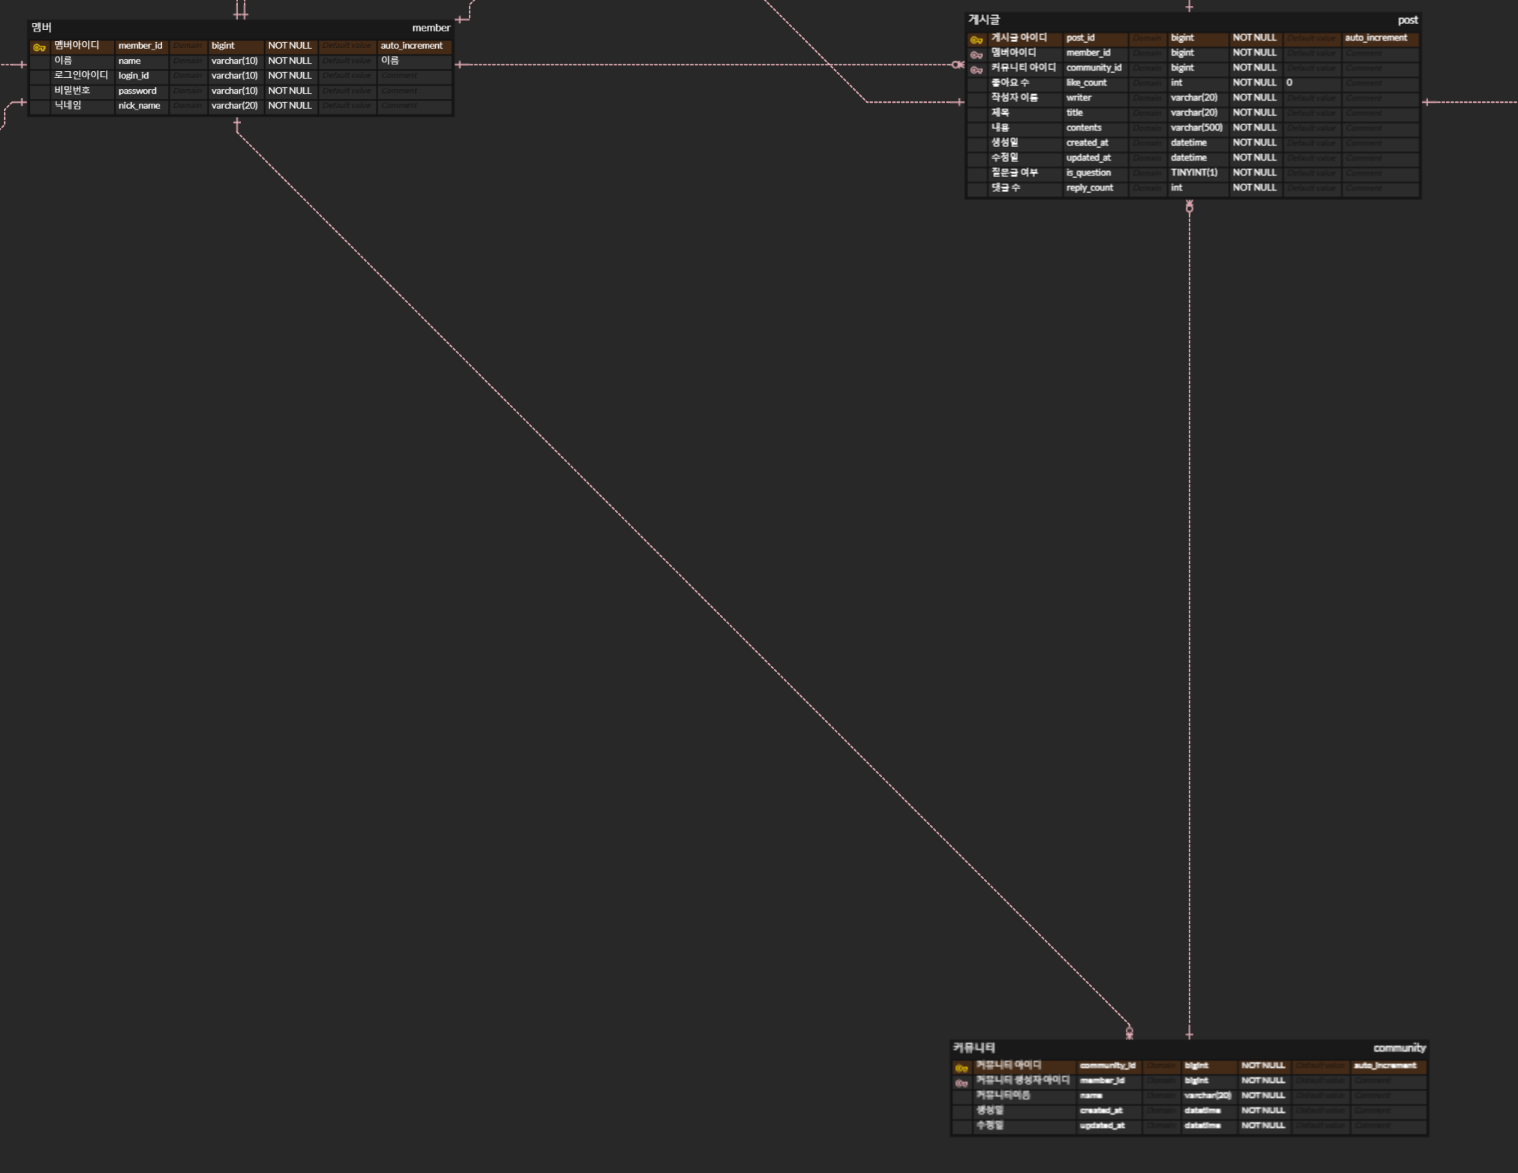 멤버 member
멤버아이디 member_id Domain bigint NOT NULL Default value auto_increment
이름 name Domain varchar(10) NOT NULL Default value 이름
로그인아이디 login_id Domain varchar(10) NOT NULL Default value Comment
비밀번호 password Domain varchar(10) NOT NULL Default value Comment
닉네임 nick_name Domain varchar(20) NOT NULL Default value Comment
게시글 post
게시글 아이디 post_id Domain bigint NOT NULL Default value auto_increment
멤버아이디 member_id Domain bigint NOT NULL Default value Comment
커뮤니티 아이디 community_id Domain bigint NOT NULL Default value Comment
좋아요 수 like_count Domain int NOT NULL 0 Comment
작성자 이름 writer Domain varchar(20) NOT NULL Default value Comment
제목 title Domain varchar(20) NOT NULL Default value Comment
내용 contents Domain varchar(500) NOT NULL Default value Comment
생성일 created_at Domain datetime NOT NULL Default value Comment
수정일 updated_at Domain datetime NOT NULL Default value Comment
질문글 여부 is_question Domain TINYINT(1) NOT NULL Default value Comment
댓글 수 reply_count Domain int NOT NULL Default value Comment
커뮤니티 community
커뮤니티 아이디 community_id Domain bigint NOT NULL Default value auto_increment
커뮤니티 생성자 아이디 member_id Domain bigint NOT NULL Default value Comment
커뮤니티이름 name Domain varchar(20) NOT NULL Default value Comment
생성일 created_at Domain datetime NOT NULL Default value Comment
수정일 updated_at Domain datetime NOT NULL Default value Comment